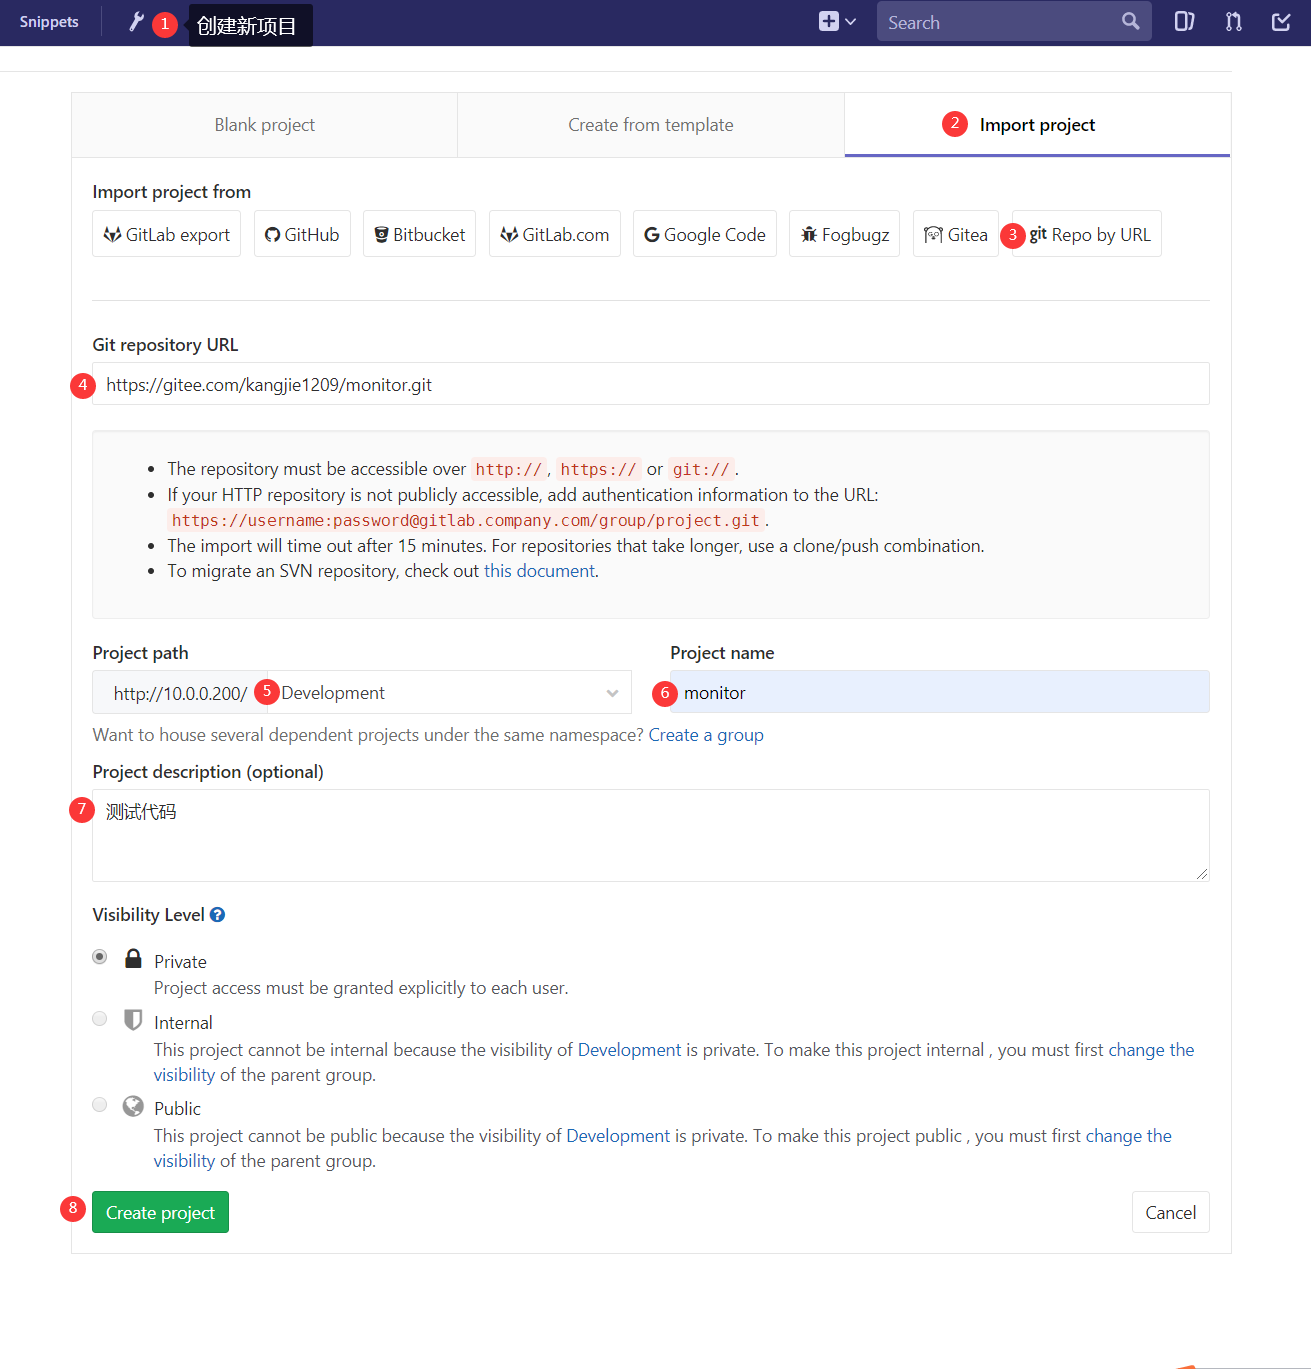 Snippets 1 创建新项目 Search
Blank project Create from template 2 Import project
Import project from
GitLab export GitHub Bitbucket GitLab.com Google Code Fogbugz Gitea 3 git Repo by URL
Git repository URL
4 https://gitee.com/kangjie1209/monitor.git
The repository must be accessible over http://, https:// or git://.
If your HTTP repository is not publicly accessible, add authentication information to the URL:
https://username:password@gitlab.company.com/group/project.git.
The import will time out after 15 minutes. For repositories that take longer, use a clone/push combination.
To migrate an SVN repository, check out this document.
Project path Project name
http://10.0.0.200/ 5 Development 6 monitor
Want to house several dependent projects under the same namespace? Create a group
Project description (optional)
7 测试代码
Visibility Level ?
Private
Project access must be granted explicitly to each user.
Internal
This project cannot be internal because the visibility of Development is private. To make this project internal , you must first change the
visibility of the parent group.
Public
This project cannot be public because the visibility of Development is private. To make this project public , you must first change the
visibility of the parent group.
8 Create project Cancel